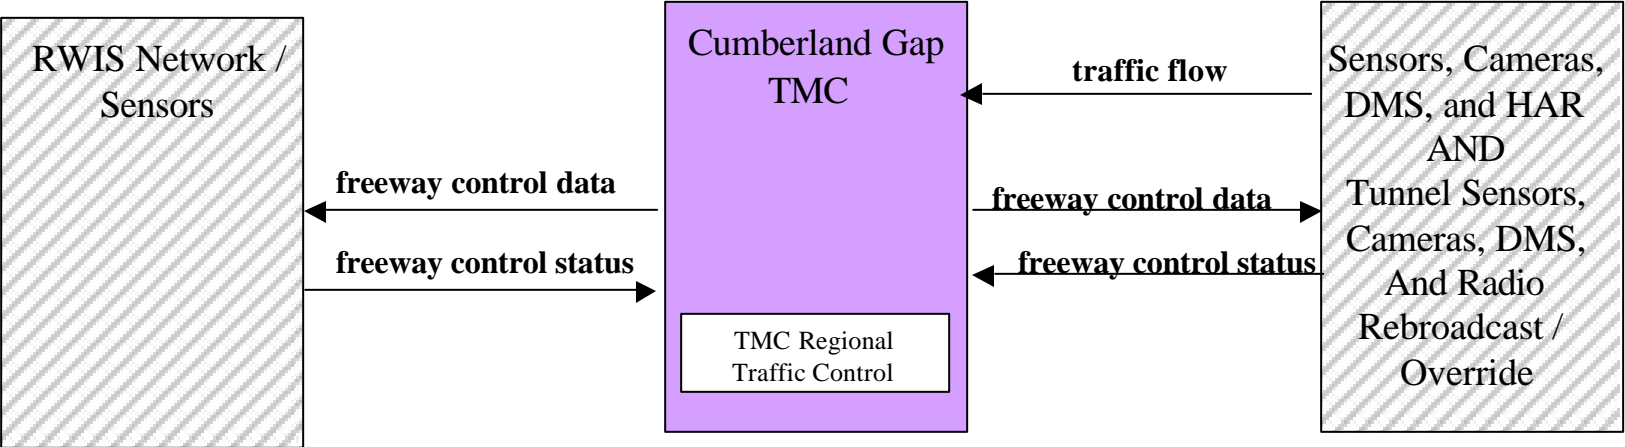 RWIS Network /
Sensors
freeway control data
freeway control status
Cumberland Gap
TMC
TMC Regional
Traffic Control
traffic flow
freeway control data
freeway control status
Sensors, Cameras,
DMS, and HAR
AND
Tunnel Sensors,
Cameras, DMS,
And Radio
Rebroadcast /
Override